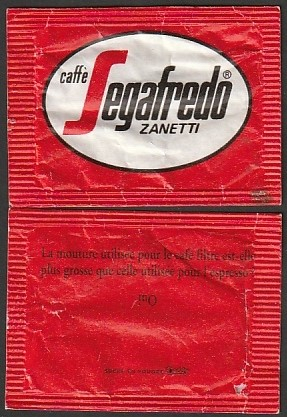 caffè
Segafredo®
ZANETTI
La mouture utilisée pour le café filtre est-elle
plus grosse que celle utilisée pour l'espresso?